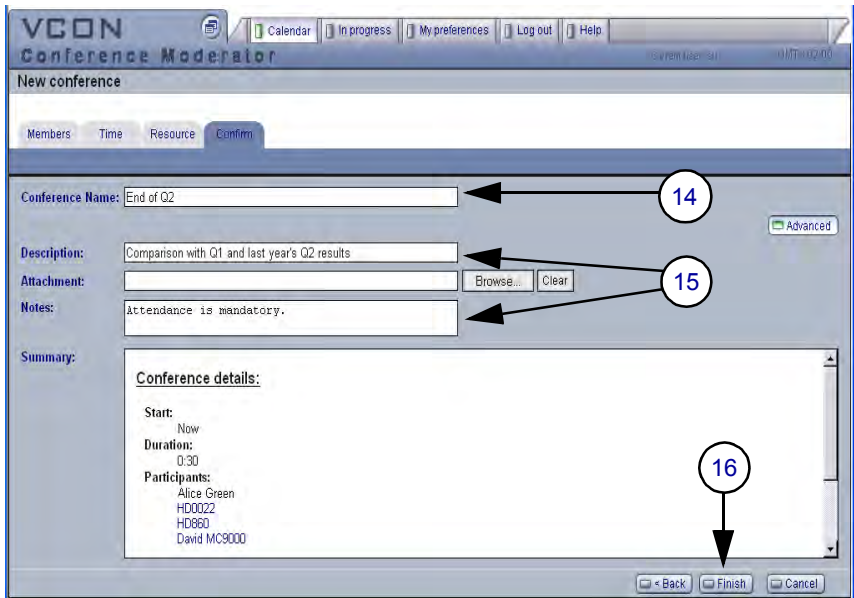 VCON
Calendar In progress My preferences Log out Help
Conference Moderator
New conference
Members Time Resource Confirm
Conference Name: End of Q2
14
Advanced
Description: Comparison with Q1 and last year's Q2 results
Attachment: Browse... Clear
15
Notes: Attendance is mandatory.
Summary:
Conference details:
Start:
Now
Duration:
0:30
Participants:
Alice Green
HD0022
HD860
David MC9000
16
< Back Finish Cancel